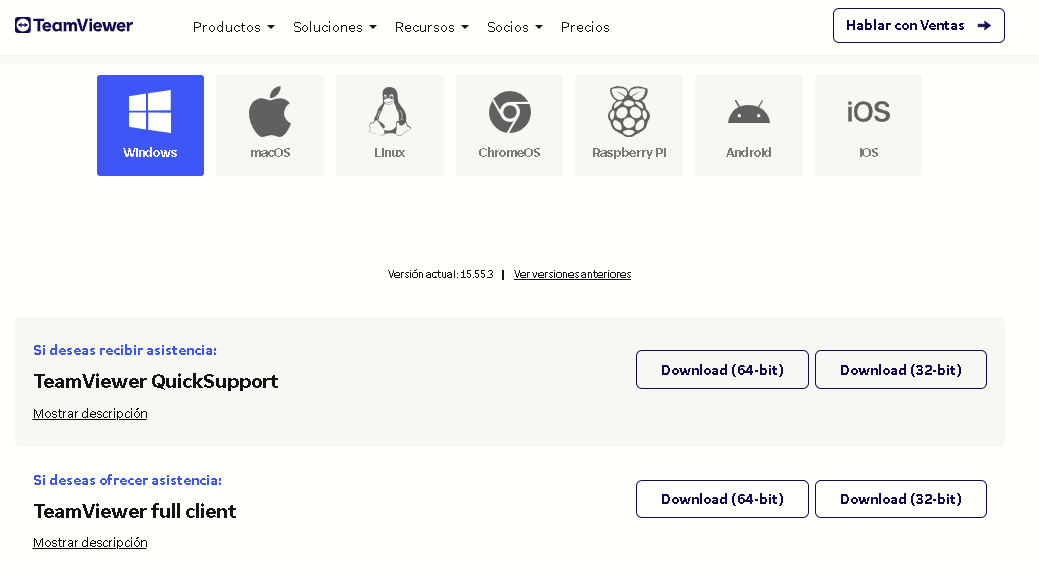 TeamViewer
Productos Soluciones Recursos Socios Precios
Hablar con Ventas
Windows
macOS
Linux
ChromeOS
Raspberry PI
Android
iOS
iOS
Versión actual: 15.55.3 | Ver versiones anteriores
Si deseas recibir asistencia:
TeamViewer QuickSupport
Mostrar descripción
Download (64-bit) Download (32-bit)
Si deseas ofrecer asistencia:
TeamViewer full client
Mostrar descripción
Download (64-bit) Download (32-bit)